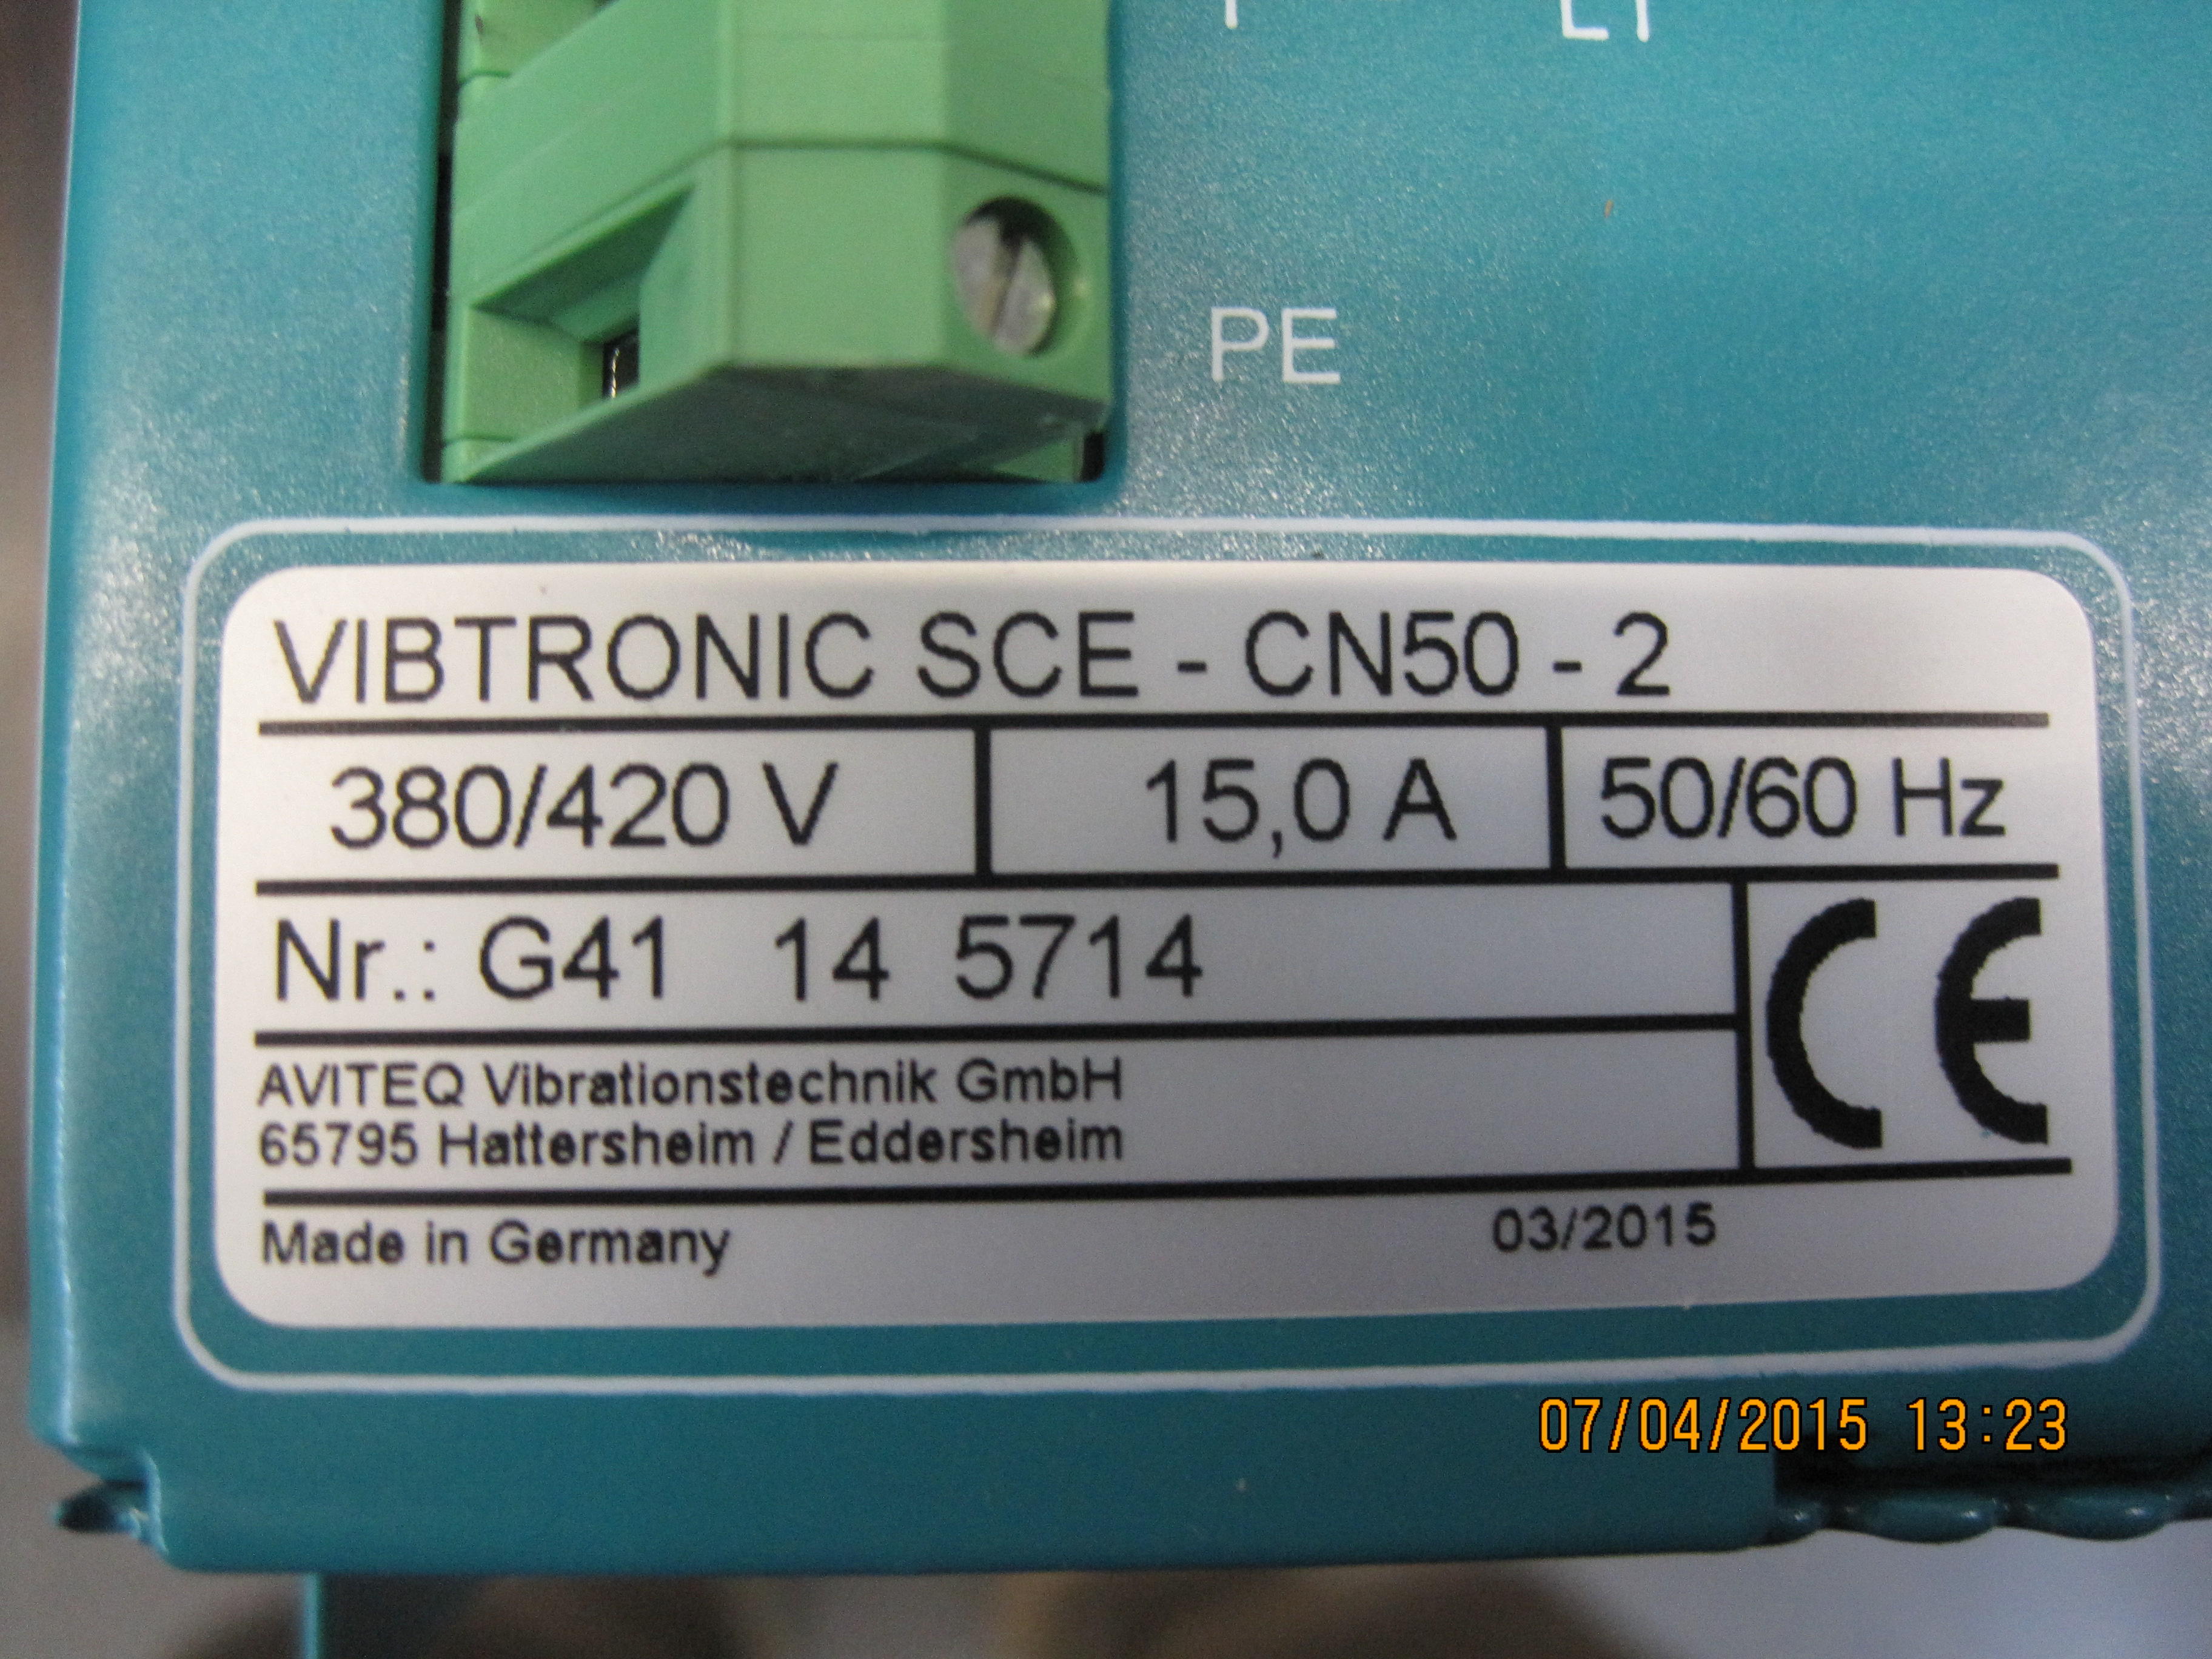 PE
VIBTRONIC SCE - CN50 - 2
380/420 V 15,0 A 50/60 Hz
Nr.: G41 14 5714
CE
AVITEQ Vibrationstechnik GmbH
65795 Hattersheim / Eddersheim
Made in Germany 03/2015
07/04/2015 13:23